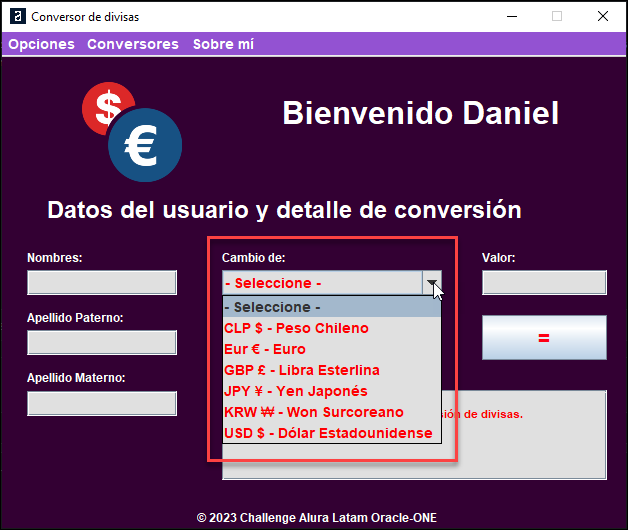 Conversor de divisas
Opciones Conversores Sobre mí
$
€
Bienvenido Daniel
Datos del usuario y detalle de conversión
Nombres:
Cambio de:
Valor:
- Seleccione -
- Seleccione -
CLP $ - Peso Chileno
Eur € - Euro
GBP £ - Libra Esterlina
JPY ¥ - Yen Japonés
KRW ₩ - Won Surcoreano
USD $ - Dólar Estadounidense
Apellido Paterno:
=
Apellido Materno:
de divisas.
© 2023 Challenge Alura Latam Oracle-ONE